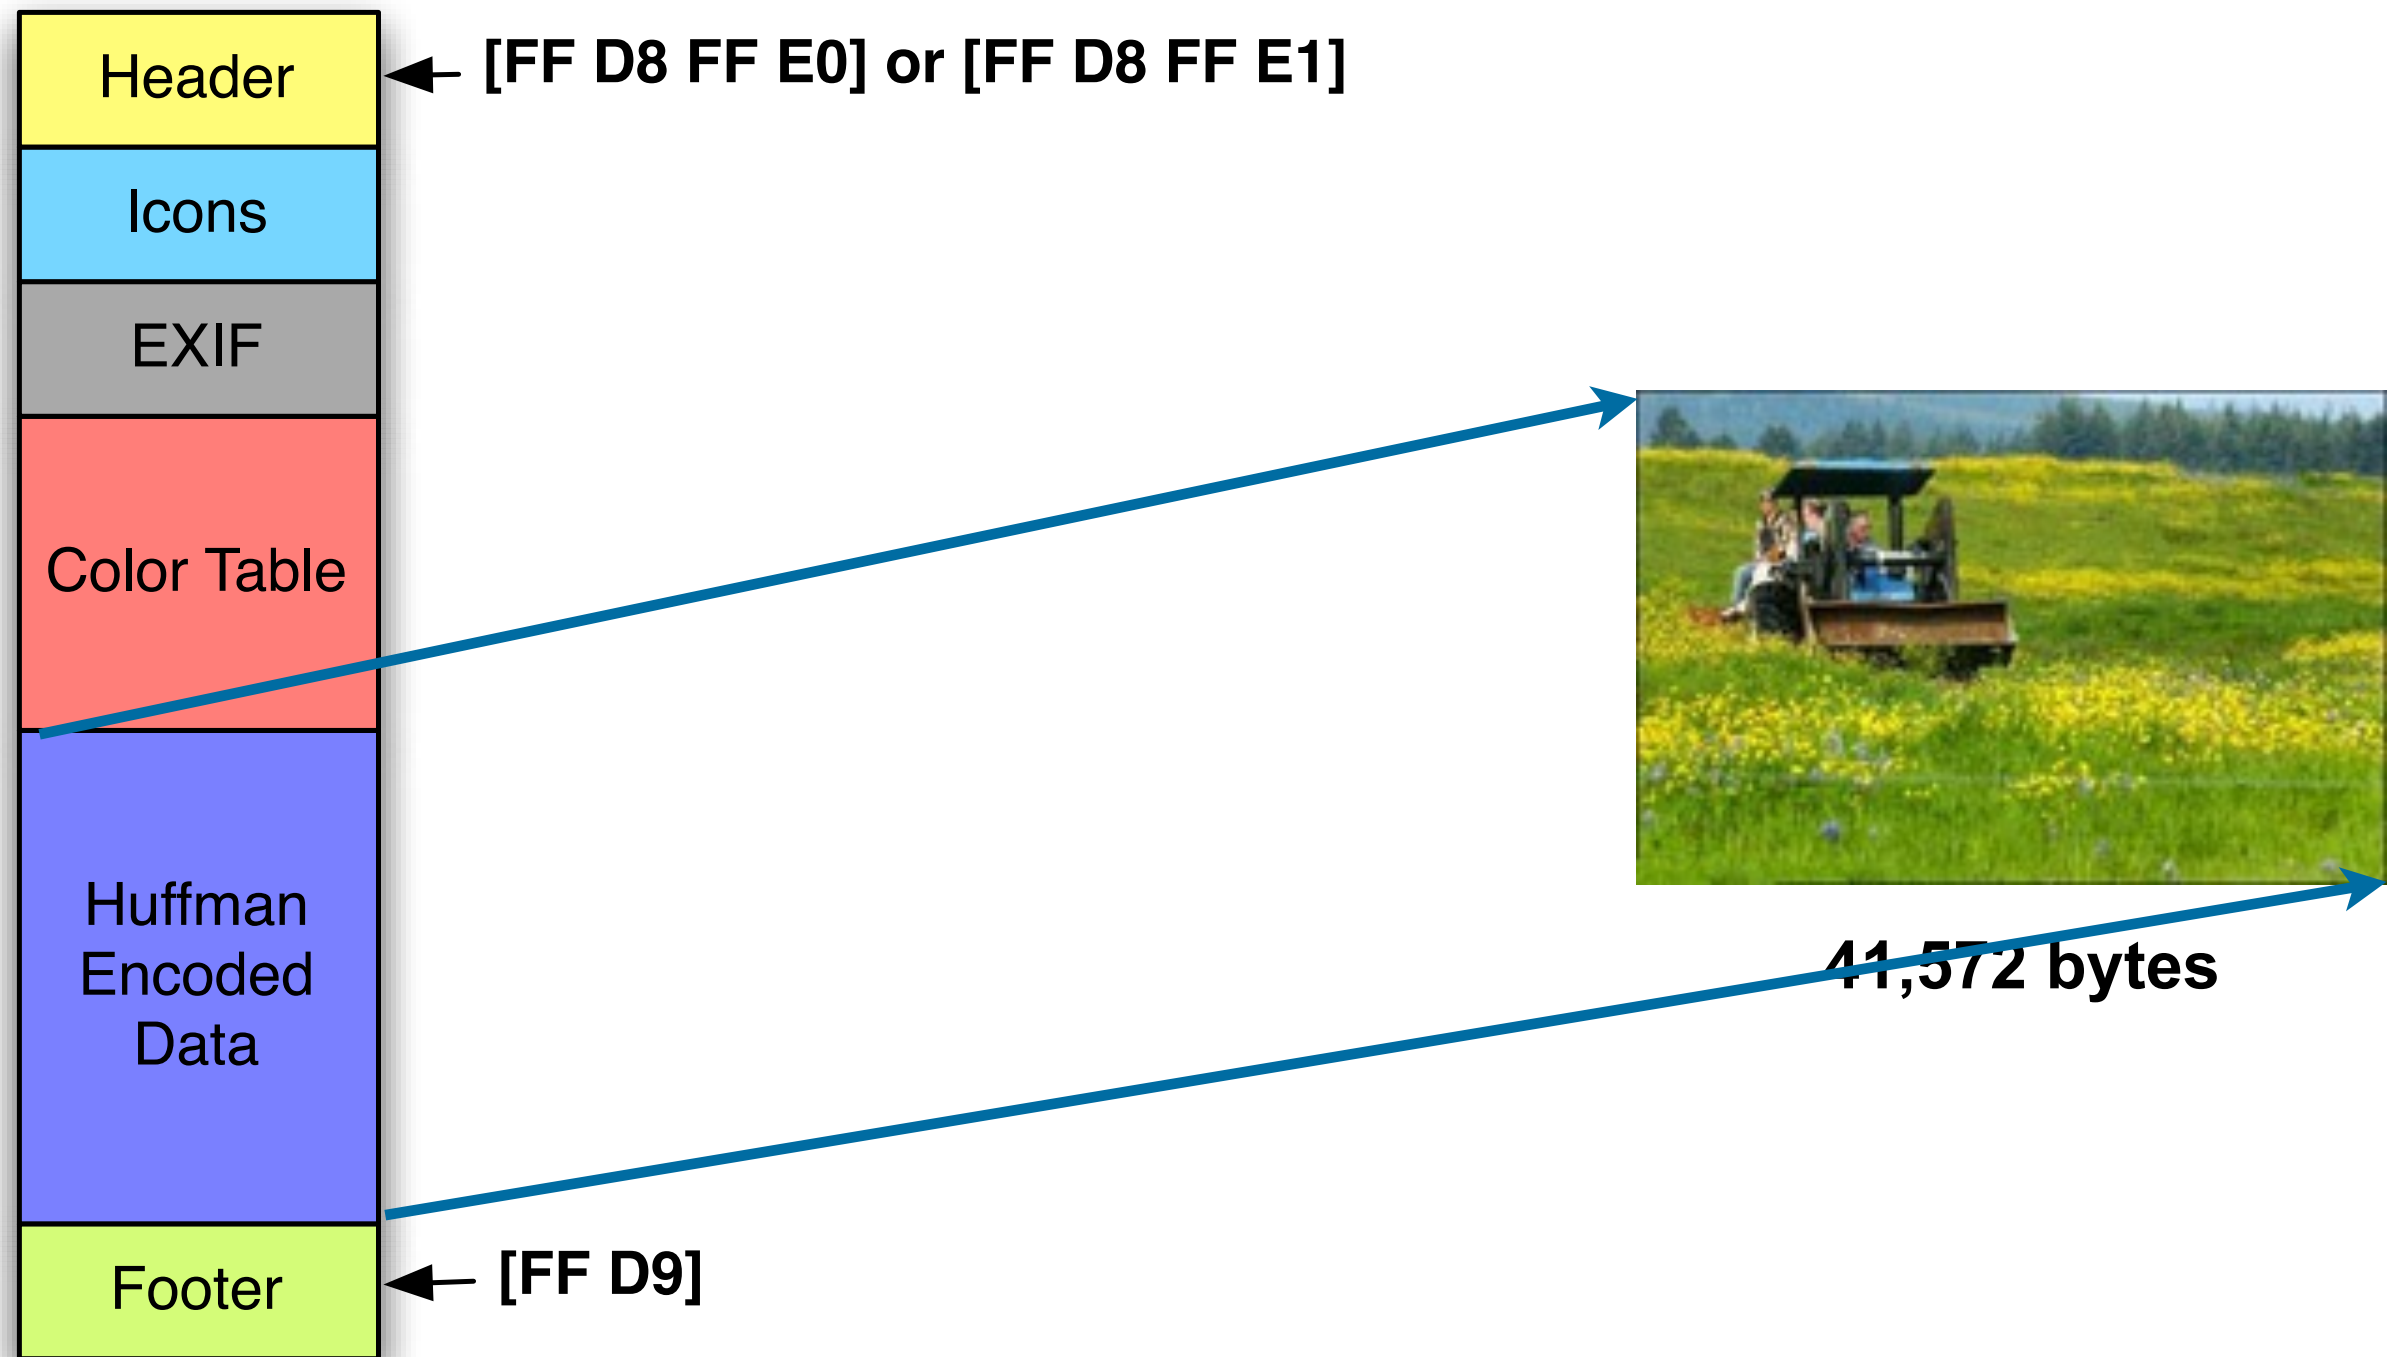 Header
[FF D8 FF E0] or [FF D8 FF E1]
Icons
EXIF
Color Table
Huffman
Encoded
Data
41,572 bytes
Footer
[FF D9]